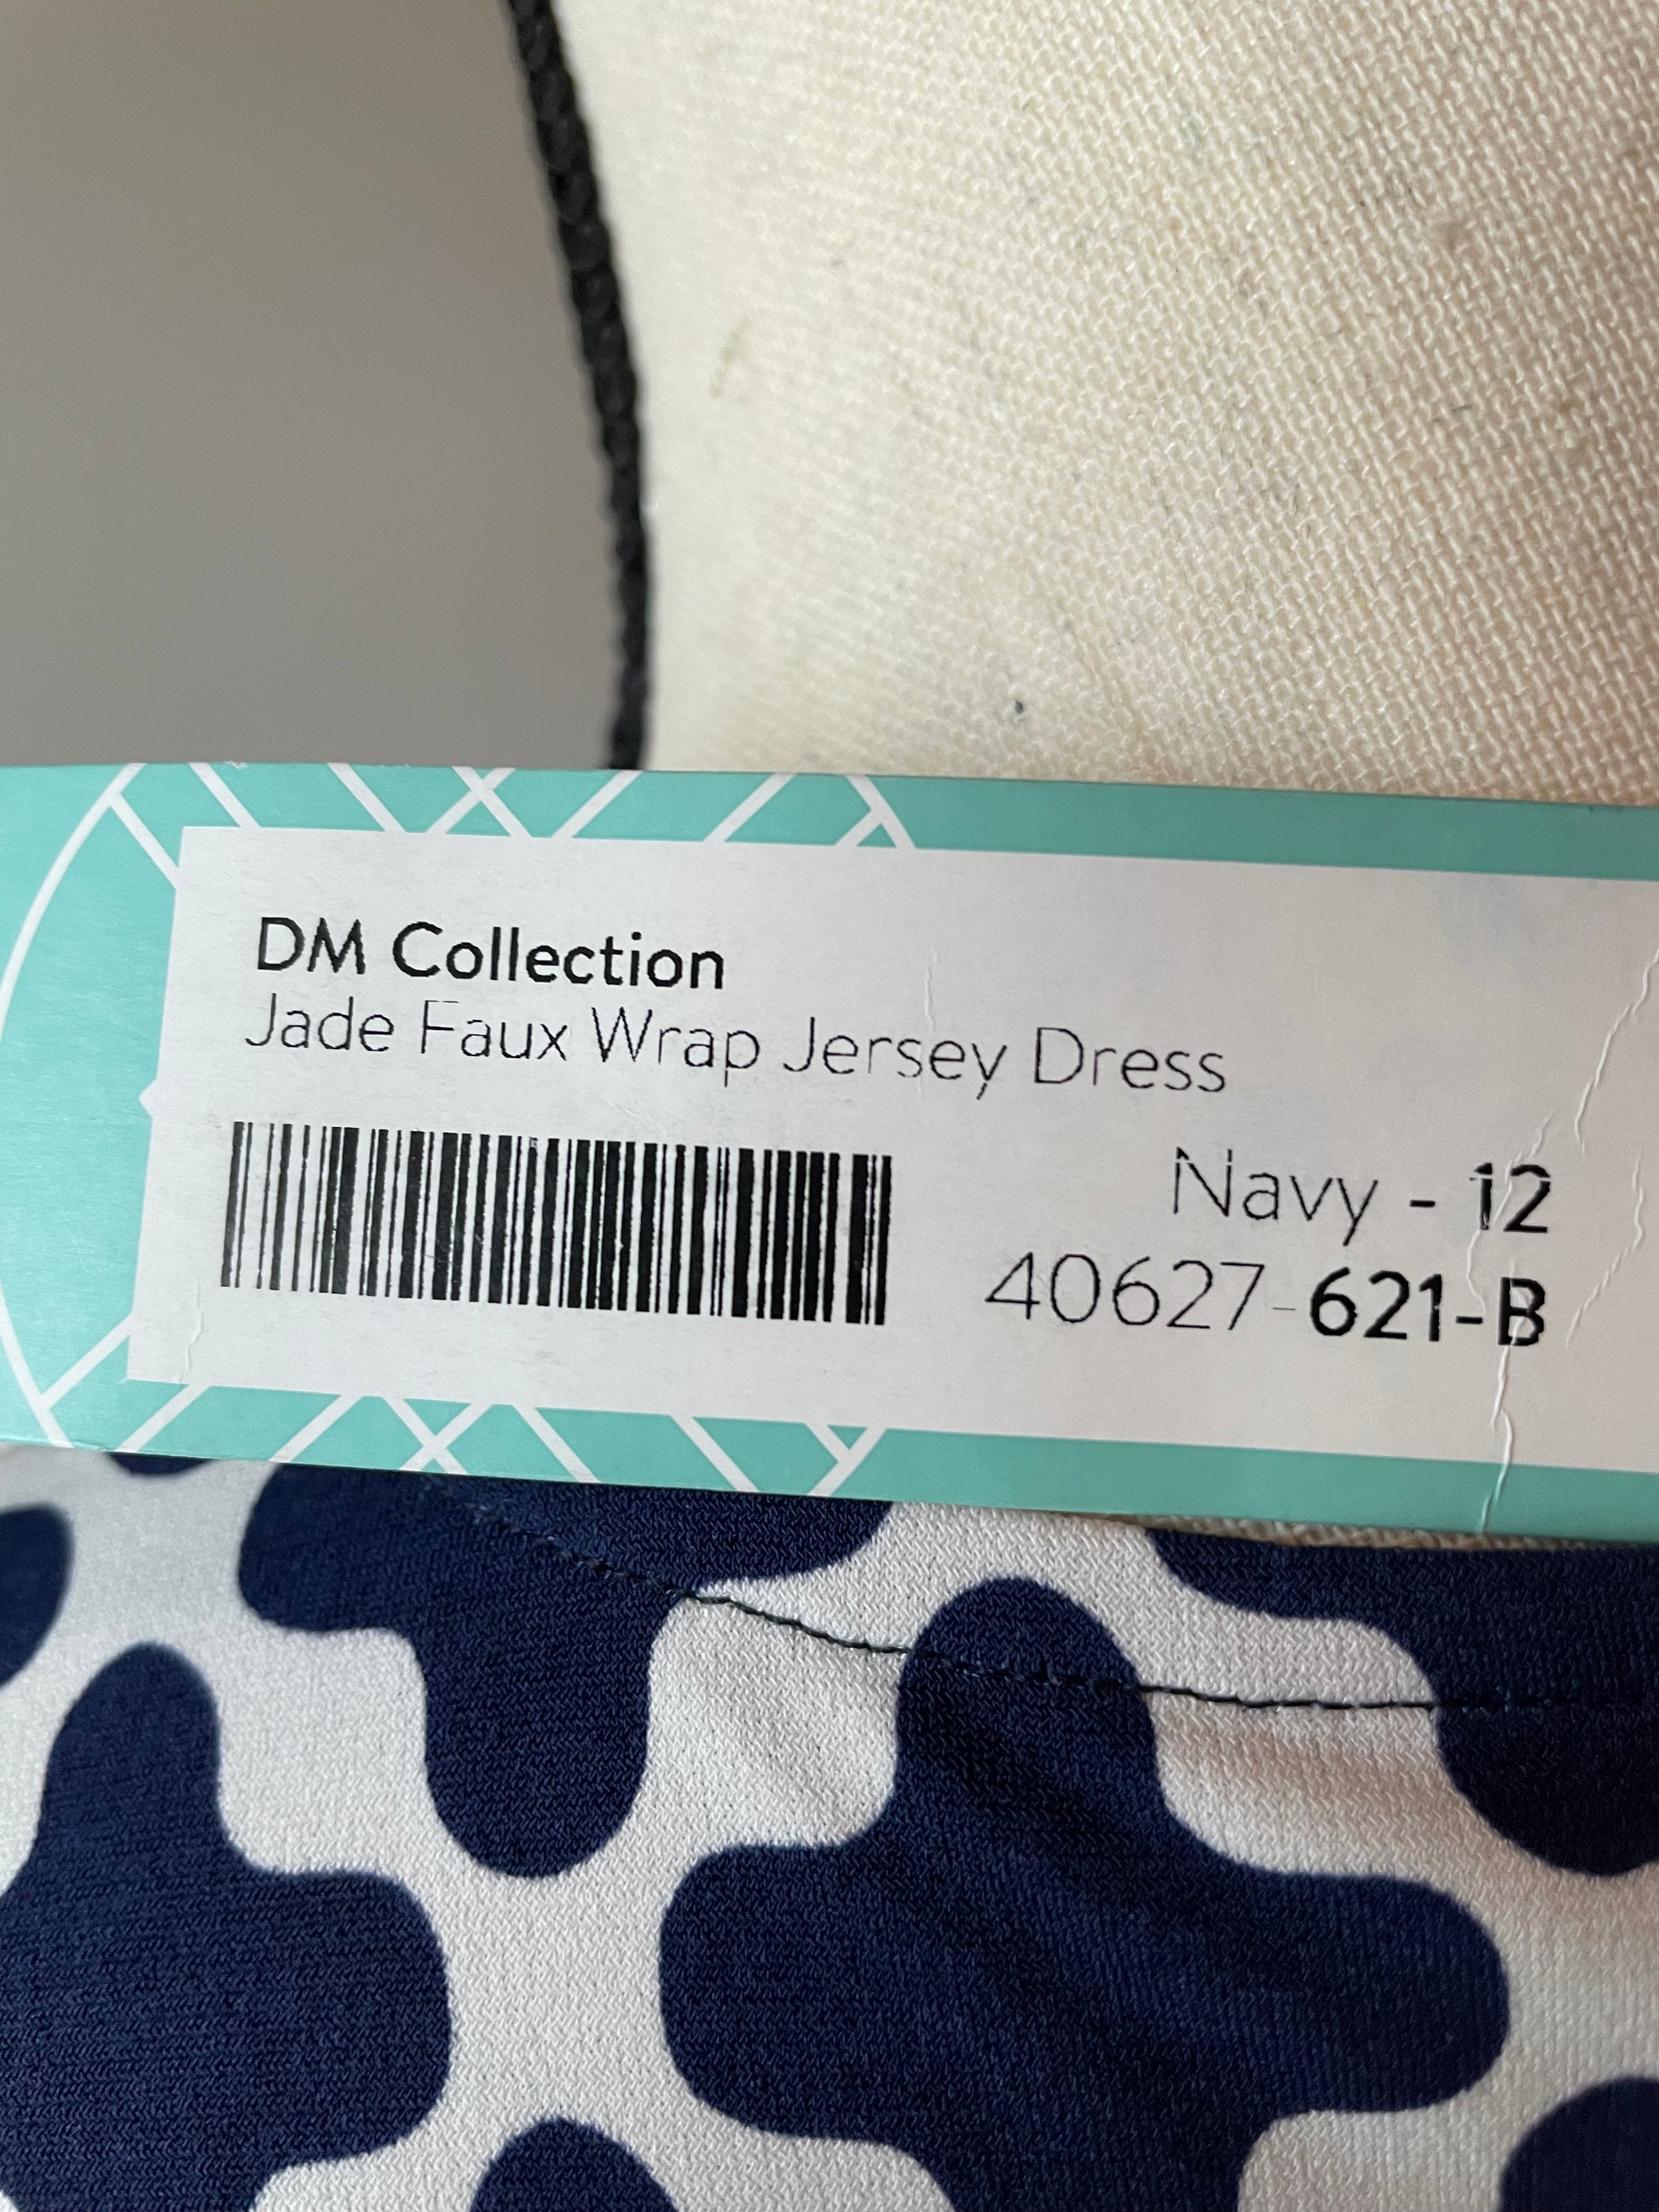 DM Collection
Jade Faux Wrap Jersey Dress
Navy - 12
40627-621-B